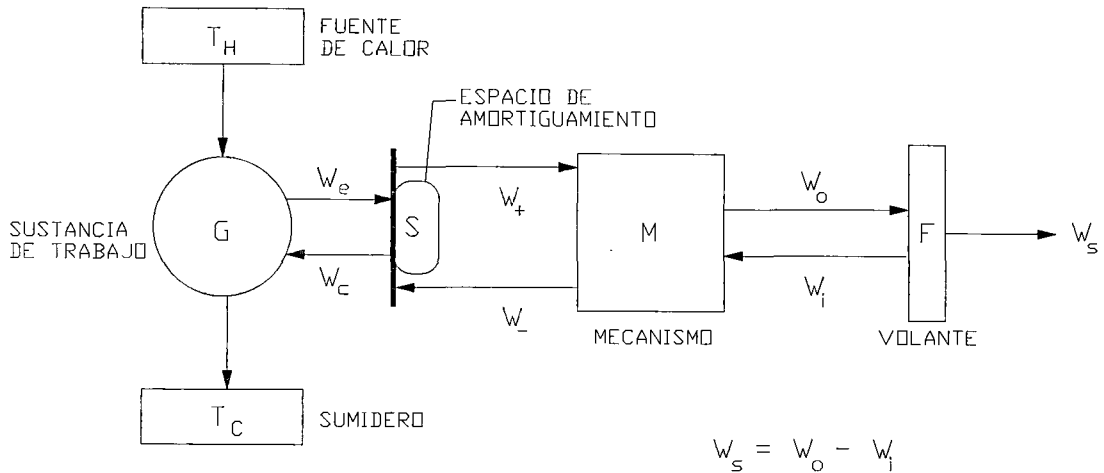 T_H
FUENTE
DE CALOR
ESPACIO DE
AMORTIGUAMIENTO
W_e
W_+
W_o
SUSTANCIA
DE TRABAJO
G
S
M
F
W_s
W_c
W_-
W_i
MECANISMO
VOLANTE
T_C
SUMIDERO
W_s = W_o - W_i